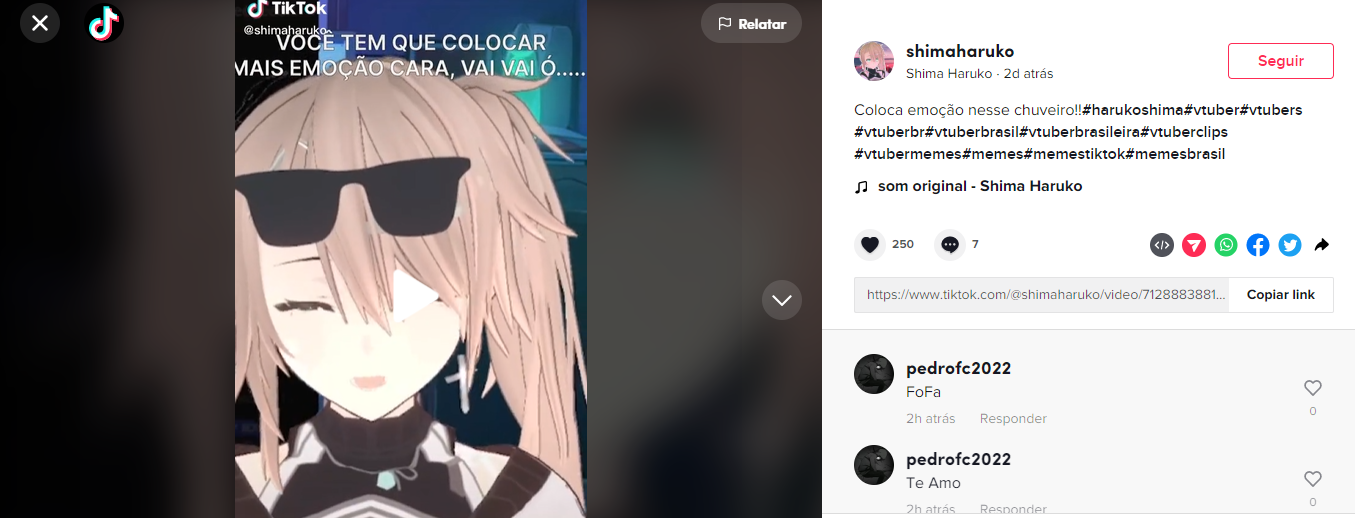 TikTok
@shimaharuko
VOCÊ TEM QUE COLOCAR
MAIS EMOÇÃO CARA, VAI VAI Ó.....
Relatar
shimaharuko
Shima Haruko · 2d atrás
Seguir
Coloca emoção nesse chuveiro!!#harukoshima#vtuber#vtubers
#vtuberbr#vtuberbrasil#vtuberbrasileira#vtuberclips
#vtubermemes#memes#memestiktok#memesbrasil
som original - Shima Haruko
250
7
https://www.tiktok.com/@shimaharuko/video/7128883881...
Copiar link
pedrofc2022
FoFa
2h atrás Responder
0
pedrofc2022
Te Amo
2h atrás Responder
0